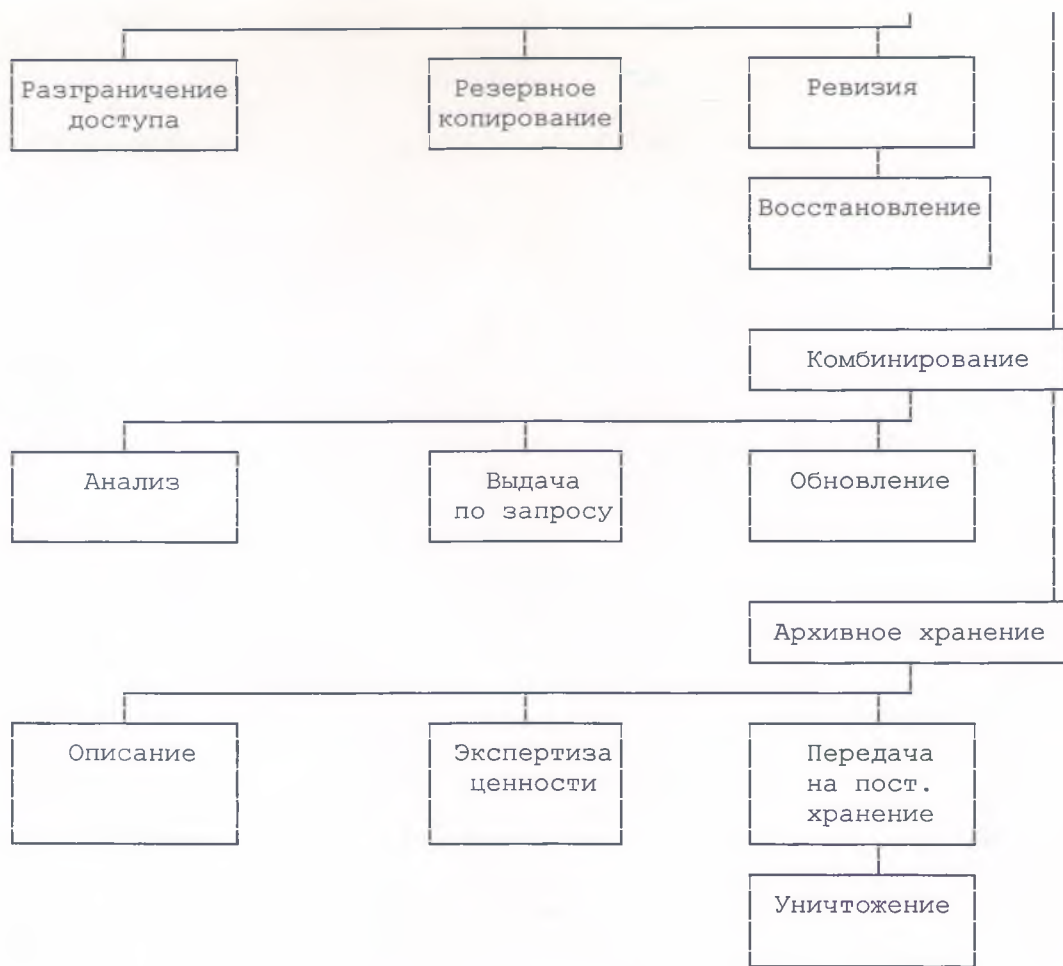 Разграничение
доступа
Резервное
копирование
Ревизия
Восстановление
Комбинирование
Анализ
Выдача
по запросу
Обновление
Архивное хранение
Описание
Экспертиза
ценности
Передача
на пост.
хранение
Уничтожение